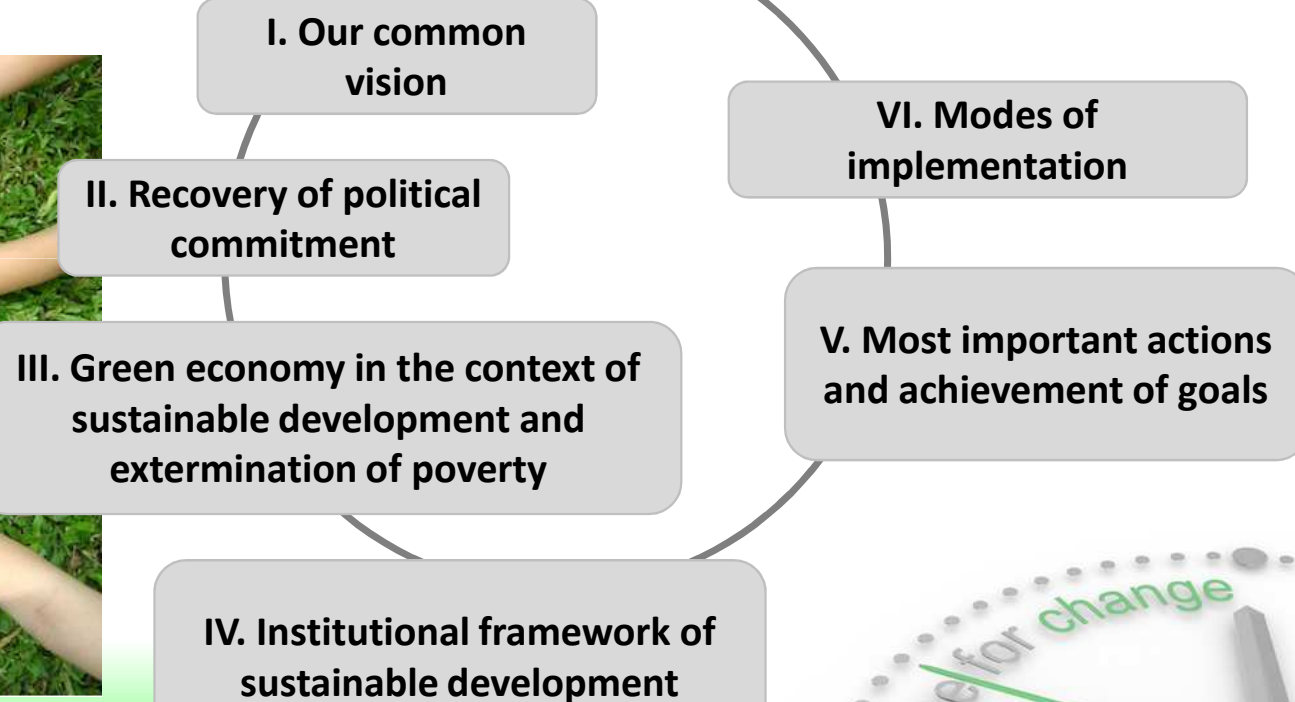 I. Our common
vision
II. Recovery of political
commitment
III. Green economy in the context of
sustainable development and
extermination of poverty
IV. Institutional framework of
sustainable development
V. Most important actions
and achievement of goals
VI. Modes of
implementation
for change